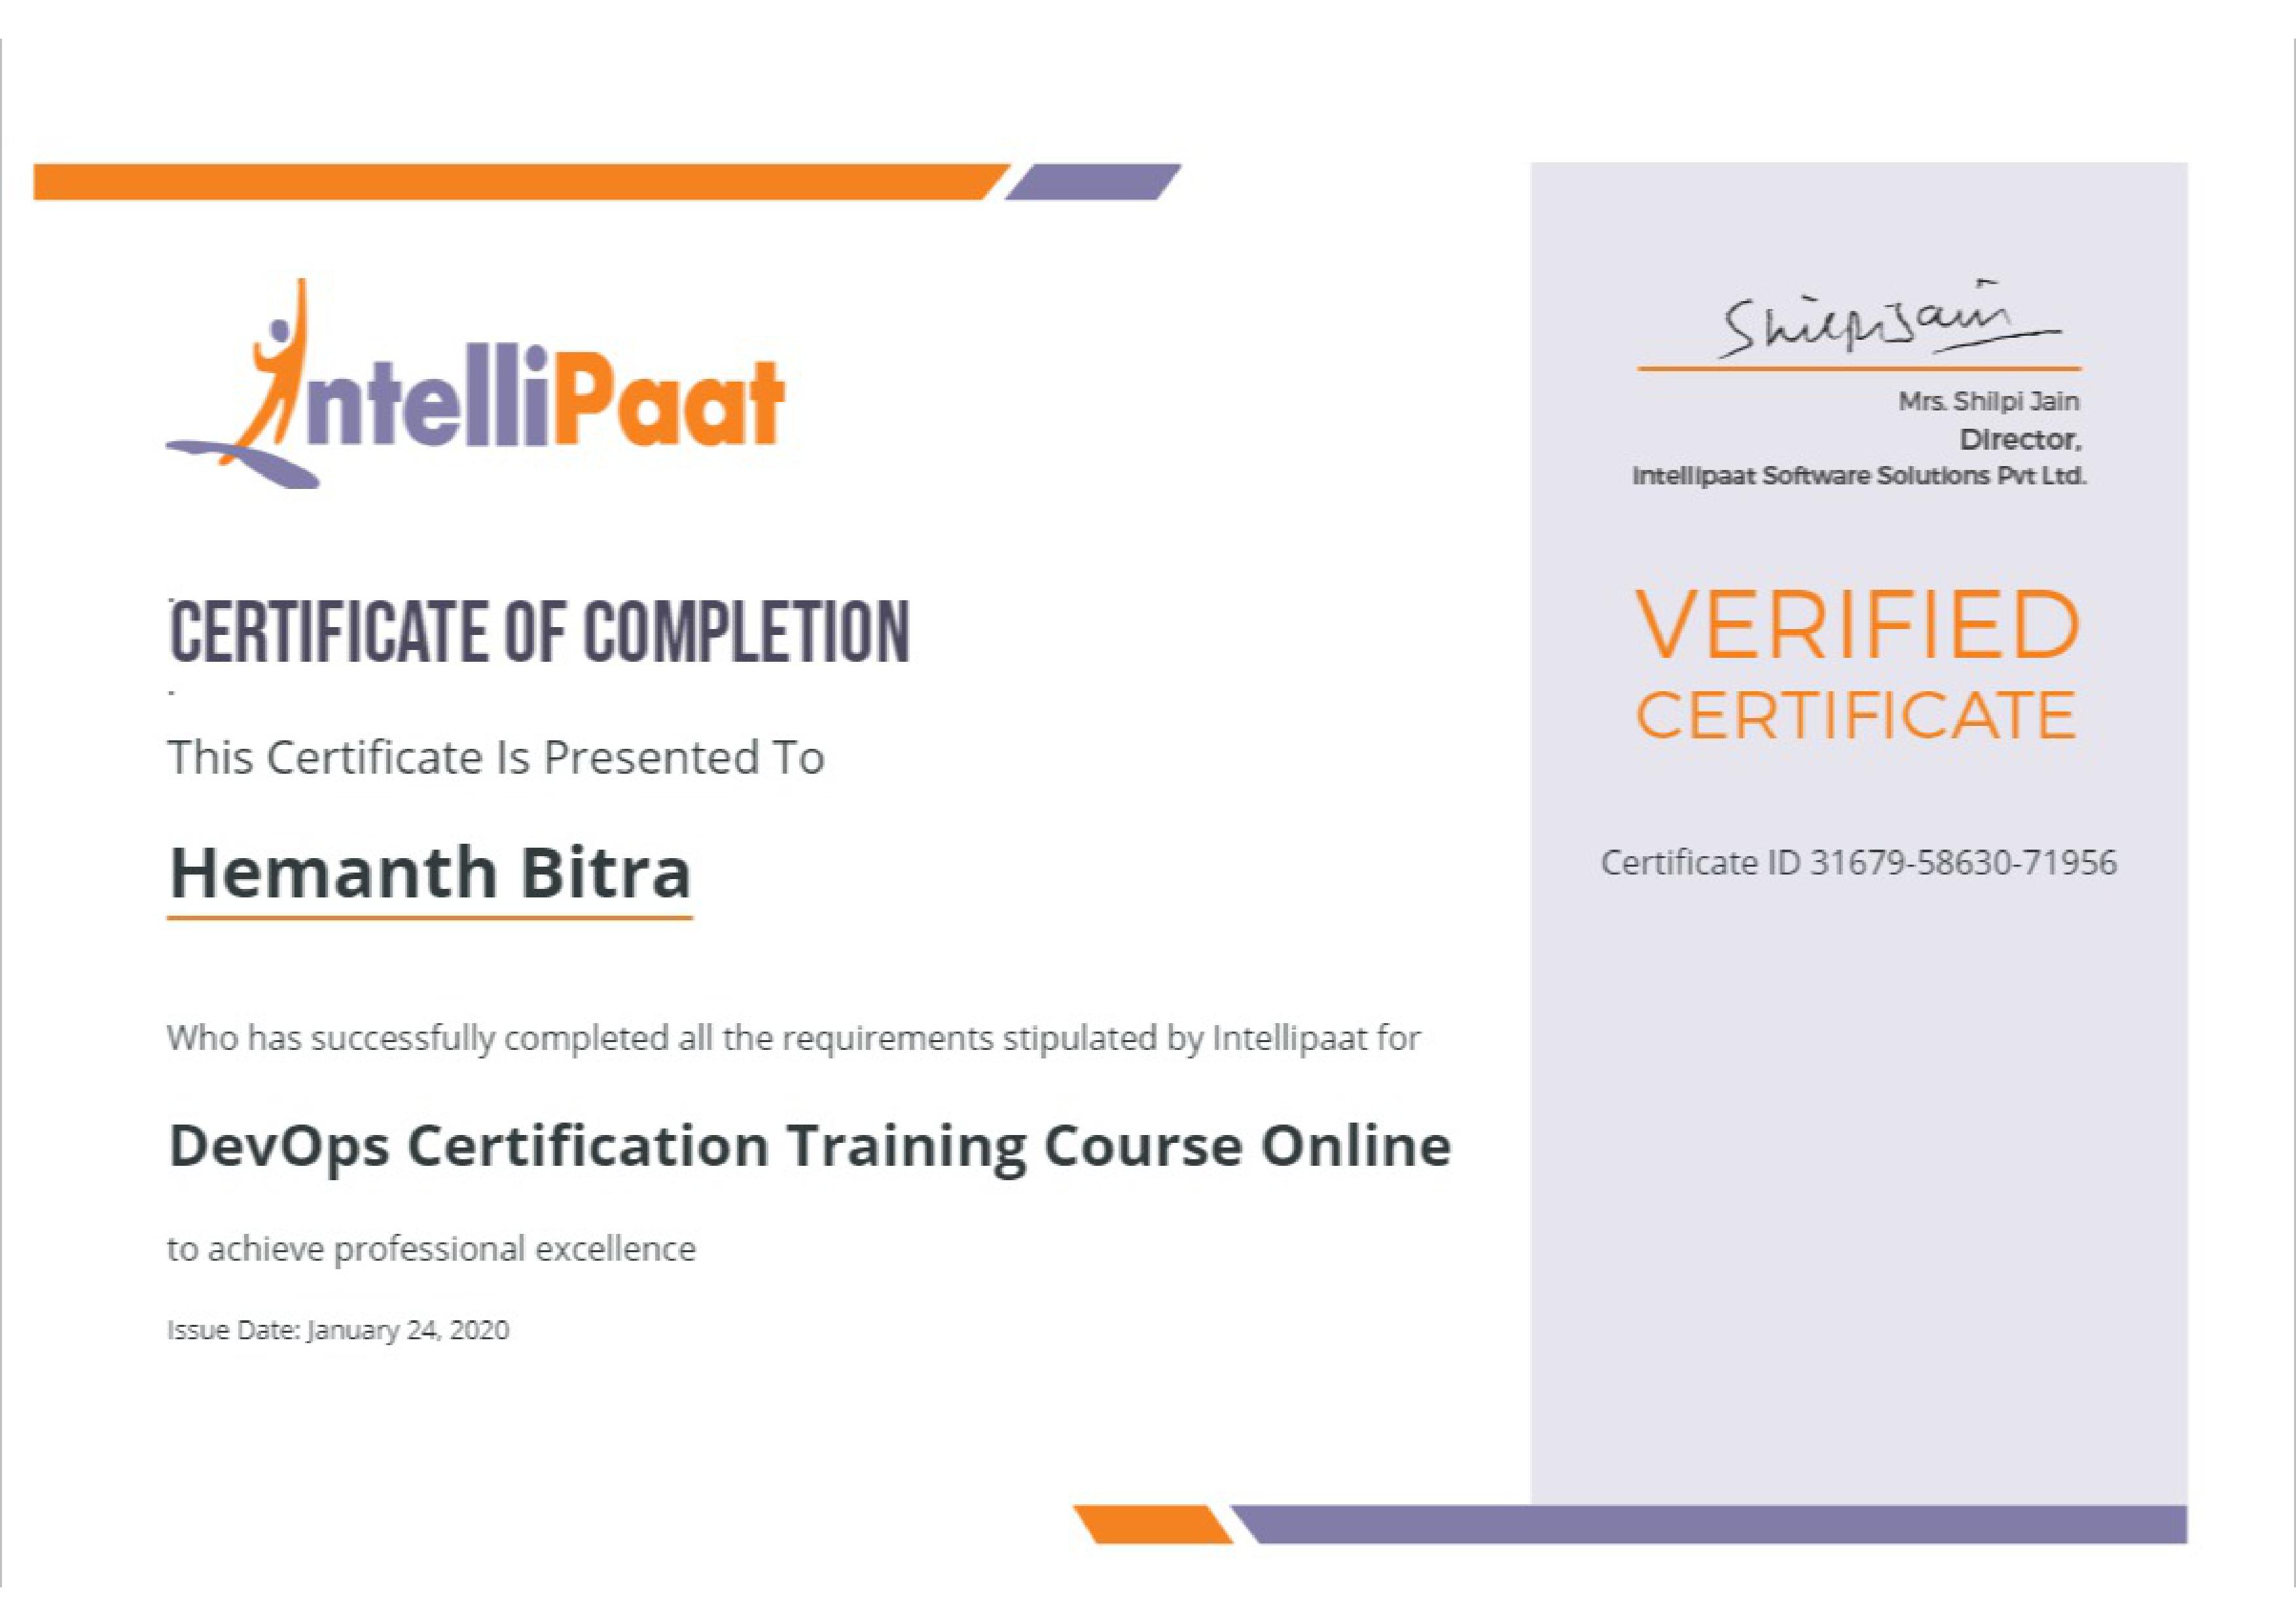 IntelliPaat
CERTIFICATE OF COMPLETION
This Certificate Is Presented To
Hemanth Bitra
Who has successfully completed all the requirements stipulated by Intellipaat for
DevOps Certification Training Course Online
to achieve professional excellence
Issue Date: January 24, 2020
Shilpi Jain
Mrs. Shilpi Jain
Director,
Intellipaat Software Solutions Pvt Ltd.
VERIFIED
CERTIFICATE
Certificate ID 31679-58630-71956